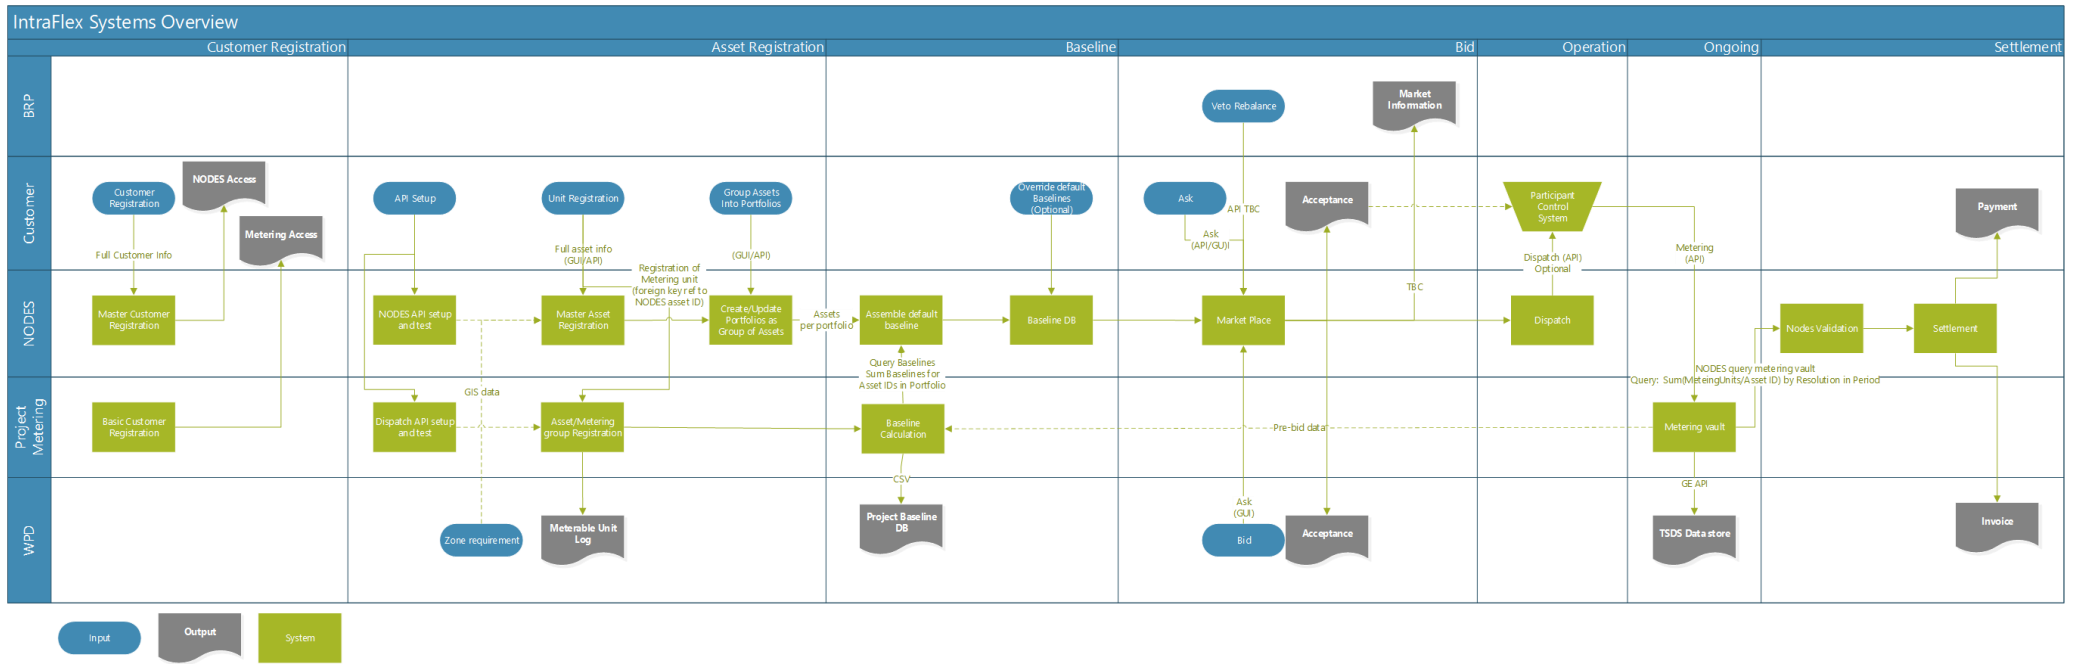 IntraFlex Systems Overview
Customer Registration
Asset Registration
Baseline
Bid
Operation
Ongoing
Settlement
BRP
Veto Rebalance
Market
Information
Customer
Customer
Registration
NODES Access
Metering Access
Full Customer Info
API Setup
Unit Registration
Full asset info
(GUI/API)
Group Assets
Into Portfolios
(GUI/API)
Registration of
Metering unit
(foreign key ref to
NODES asset ID)
Override default
Baselines
(Optional)
Ask
API TBC
Ask
(API/GU)I
Acceptance
Participant
Control
System
Dispatch (API)
Optional
Metering
(API)
Payment
NODES
Master Customer
Registration
NODES API setup
and test
Master Asset
Registration
Create/Update
Portfolios as
Group of Assets
Assets
per portfolio
Assemble default
baseline
Baseline DB
Market Place
TBC
Dispatch
Nodes Validation
Settlement
Query Baselines
Sum Baselines for
Asset IDs in Portfolio
NODES query metering vault
Query:  Sum(MeteingUnits/Asset ID) by Resolution in Period
Project
Metering
Basic Customer
Registration
GIS data
Dispatch API setup
and test
Asset/Metering
group Registration
Baseline
Calculation
Pre-bid data
Metering vault
WPD
CSV
GE API
Zone requirement
Meterable Unit
Log
Project Baseline
DB
Ask
(GUI)
Bid
Acceptance
TSDS Data store
Invoice
Input
Output
System